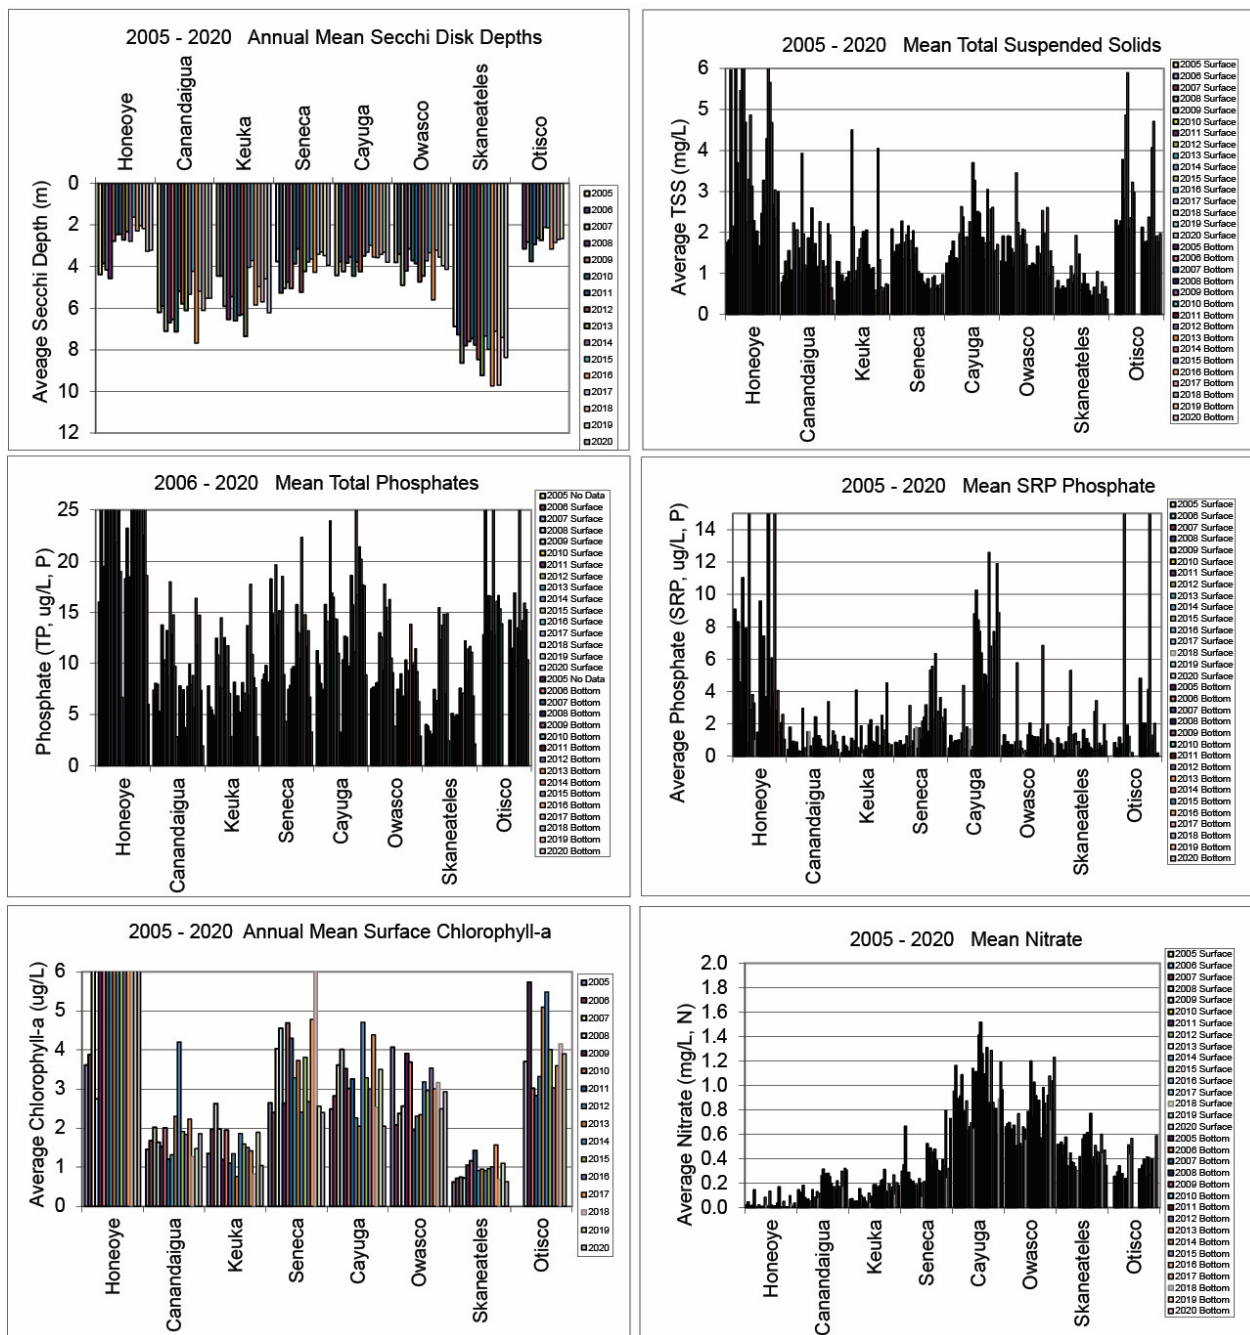 2005 - 2020 Annual Mean Secchi Disk Depths
Honeoye
Canandaigua
Keuka
Seneca
Cayuga
Owasco
Skaneateles
Otisco
Aveage Secchi Depth (m)
0
2
4
6
8
10
12
2005
2006
2007
2008
2009
2010
2011
2012
2013
2014
2015
2016
2017
2018
2019
2020
2005 - 2020 Mean Total Suspended Solids
Average TSS (mg/L)
6
5
4
3
2
1
0
Honeoye
Canandaigua
Keuka
Seneca
Cayuga
Owasco
Skaneateles
Otisco
2005 Surface
2006 Surface
2007 Surface
2008 Surface
2009 Surface
2010 Surface
2011 Surface
2012 Surface
2013 Surface
2014 Surface
2015 Surface
2016 Surface
2017 Surface
2018 Surface
2019 Surface
2020 Surface
2005 Bottom
2006 Bottom
2007 Bottom
2008 Bottom
2009 Bottom
2010 Bottom
2011 Bottom
2012 Bottom
2013 Bottom
2014 Bottom
2015 Bottom
2016 Bottom
2017 Bottom
2018 Bottom
2019 Bottom
2020 Bottom
2006 - 2020 Mean Total Phosphates
Phosphate (TP, ug/L, P)
25
20
15
10
5
0
Honeoye
Canandaigua
Keuka
Seneca
Cayuga
Owasco
Skaneateles
Otisco
2005 No Data
2006 Surface
2007 Surface
2008 Surface
2009 Surface
2010 Surface
2011 Surface
2012 Surface
2013 Surface
2014 Surface
2015 Surface
2016 Surface
2017 Surface
2018 Surface
2019 Surface
2020 Surface
2005 No Data
2006 Bottom
2007 Bottom
2008 Bottom
2009 Bottom
2010 Bottom
2011 Bottom
2012 Bottom
2013 Bottom
2014 Bottom
2015 Bottom
2016 Bottom
2017 Bottom
2018 Bottom
2019 Bottom
2020 Bottom
2005 - 2020 Mean SRP Phosphate
Average Phosphate (SRP, ug/L, P)
14
12
10
8
6
4
2
0
Honeoye
Canandaigua
Keuka
Seneca
Cayuga
Owasco
Skaneateles
Otisco
2005 Surface
2006 Surface
2007 Surface
2008 Surface
2009 Surface
2010 Surface
2011 Surface
2012 Surface
2013 Surface
2014 Surface
2015 Surface
2016 Surface
2017 Surface
2018 Surface
2019 Surface
2020 Surface
2005 Bottom
2006 Bottom
2007 Bottom
2008 Bottom
2009 Bottom
2010 Bottom
2011 Bottom
2012 Bottom
2013 Bottom
2014 Bottom
2015 Bottom
2016 Bottom
2017 Bottom
2018 Bottom
2019 Bottom
2020 Bottom
2005 - 2020 Annual Mean Surface Chlorophyll-a
Average Chlorophyll-a (ug/L)
6
5
4
3
2
1
0
Honeoye
Canandaigua
Keuka
Seneca
Cayuga
Owasco
Skaneateles
Otisco
2005
2006
2007
2008
2009
2010
2011
2012
2013
2014
2015
2016
2017
2018
2019
2020
2005 - 2020 Mean Nitrate
Average Nitrate (mg/L, N)
2.0
1.8
1.6
1.4
1.2
1.0
0.8
0.6
0.4
0.2
0.0
Honeoye
Canandaigua
Keuka
Seneca
Cayuga
Owasco
Skaneateles
Otisco
2005 Surface
2006 Surface
2007 Surface
2008 Surface
2009 Surface
2010 Surface
2011 Surface
2012 Surface
2013 Surface
2014 Surface
2015 Surface
2016 Surface
2017 Surface
2018 Surface
2019 Surface
2020 Surface
2005 Bottom
2006 Bottom
2007 Bottom
2008 Bottom
2009 Bottom
2010 Bottom
2011 Bottom
2012 Bottom
2013 Bottom
2014 Bottom
2015 Bottom
2016 Bottom
2017 Bottom
2018 Bottom
2019 Bottom
2020 Bottom